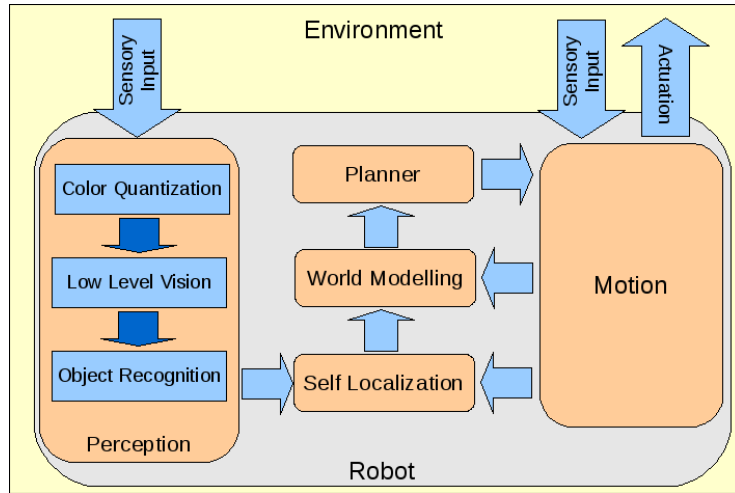 Environment
Sensory
Input
Sensory
Input
Actuation
Color Quantization
Low Level Vision
Object Recognition
Perception
Planner
World Modelling
Self Localization
Motion
Robot